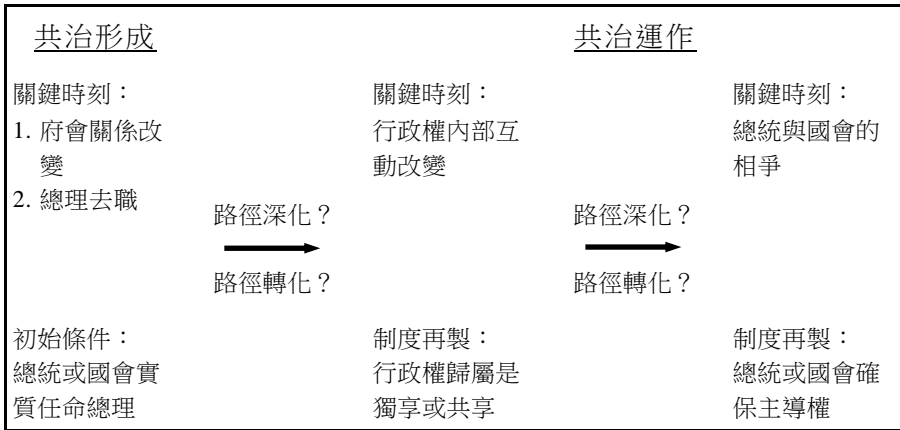 共治形成
共治運作
關鍵時刻：
1. 府會關係改
變
2. 總理去職
關鍵時刻：
行政權內部互
動改變
關鍵時刻：
總統與國會的
相爭
路徑深化？
路徑轉化？
路徑深化？
路徑轉化？
初始條件：
總統或國會實
質任命總理
制度再製：
行政權歸屬是
獨享或共享
制度再製：
總統或國會確
保主導權